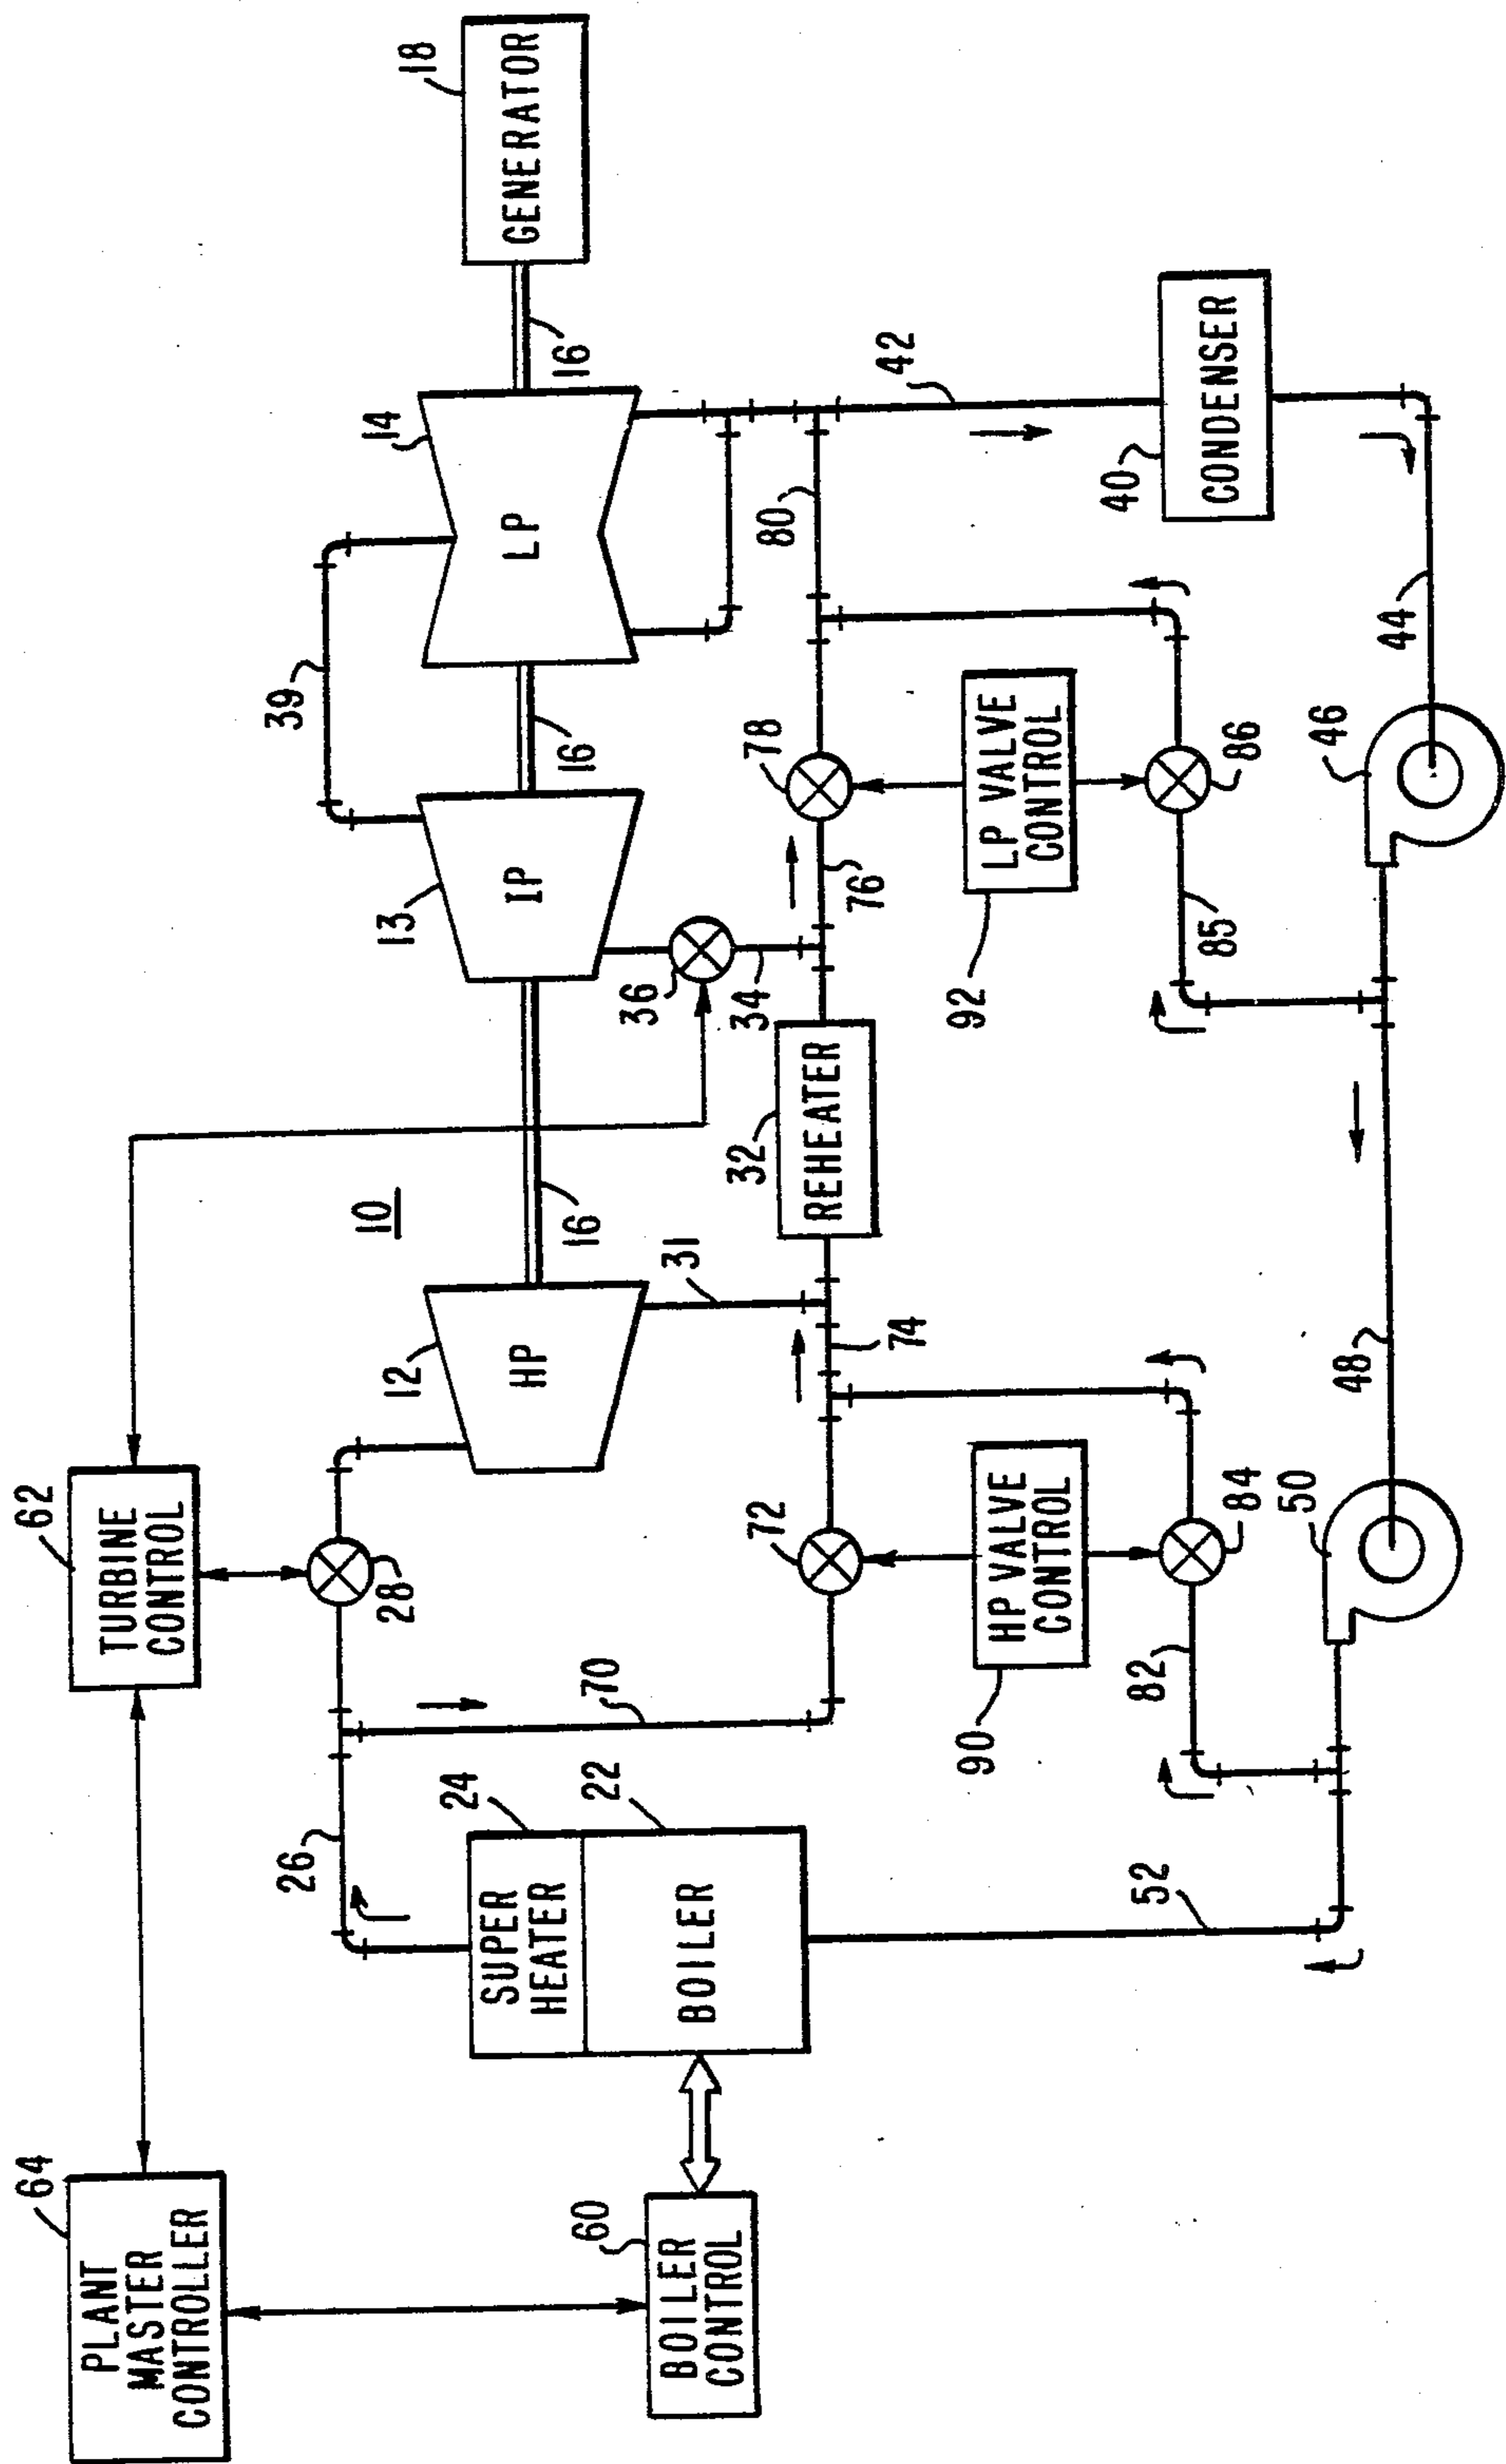 64
PLANT
MASTER
CONTROLLER
62
TURBINE
CONTROL
60
BOILER
CONTROL
26
24
SUPER
HEATER
22
BOILER
28
70
12
HP
10
16
31
13
IP
39
16
14
LP
16
18
GENERATOR
36
34
32
REHEATER
72
74
76
78
80
42
40
CONDENSER
90
HP VALVE
CONTROL
82
84
92
LP VALVE
CONTROL
85
86
52
50
48
46
44